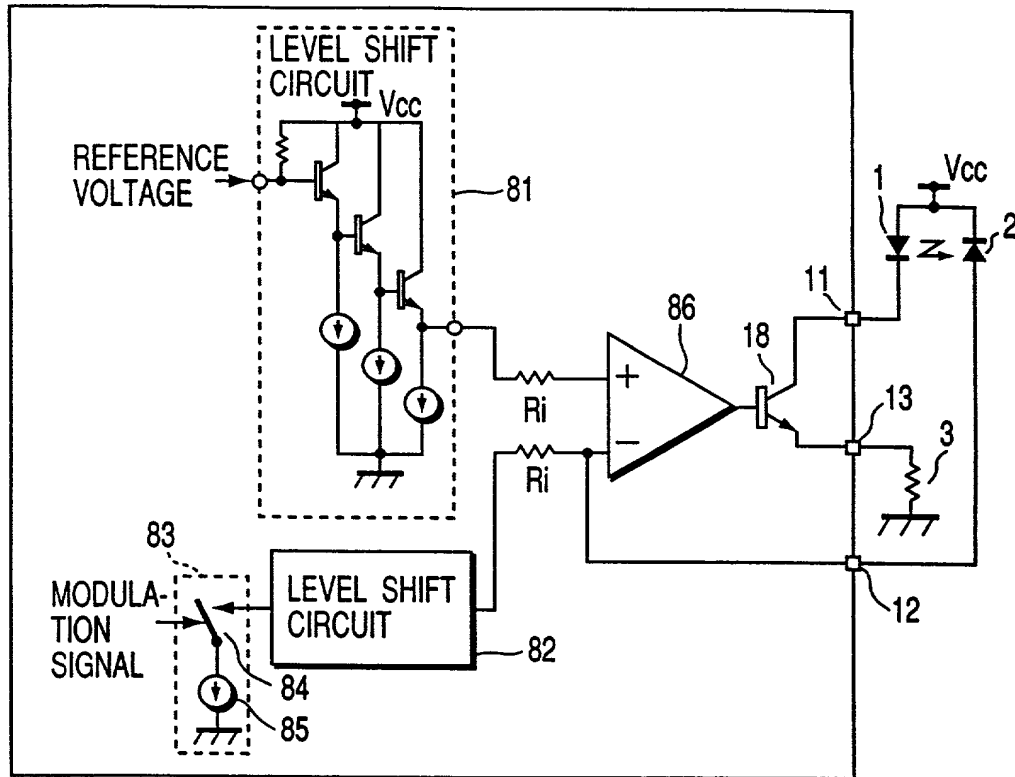 LEVEL SHIFT
CIRCUIT
Vcc
REFERENCE
VOLTAGE
81
1
Vcc
2
11
86
18
+
Ri
13
3
−
Ri
83
12
MODULA-
TION
SIGNAL
LEVEL SHIFT
CIRCUIT
82
84
85